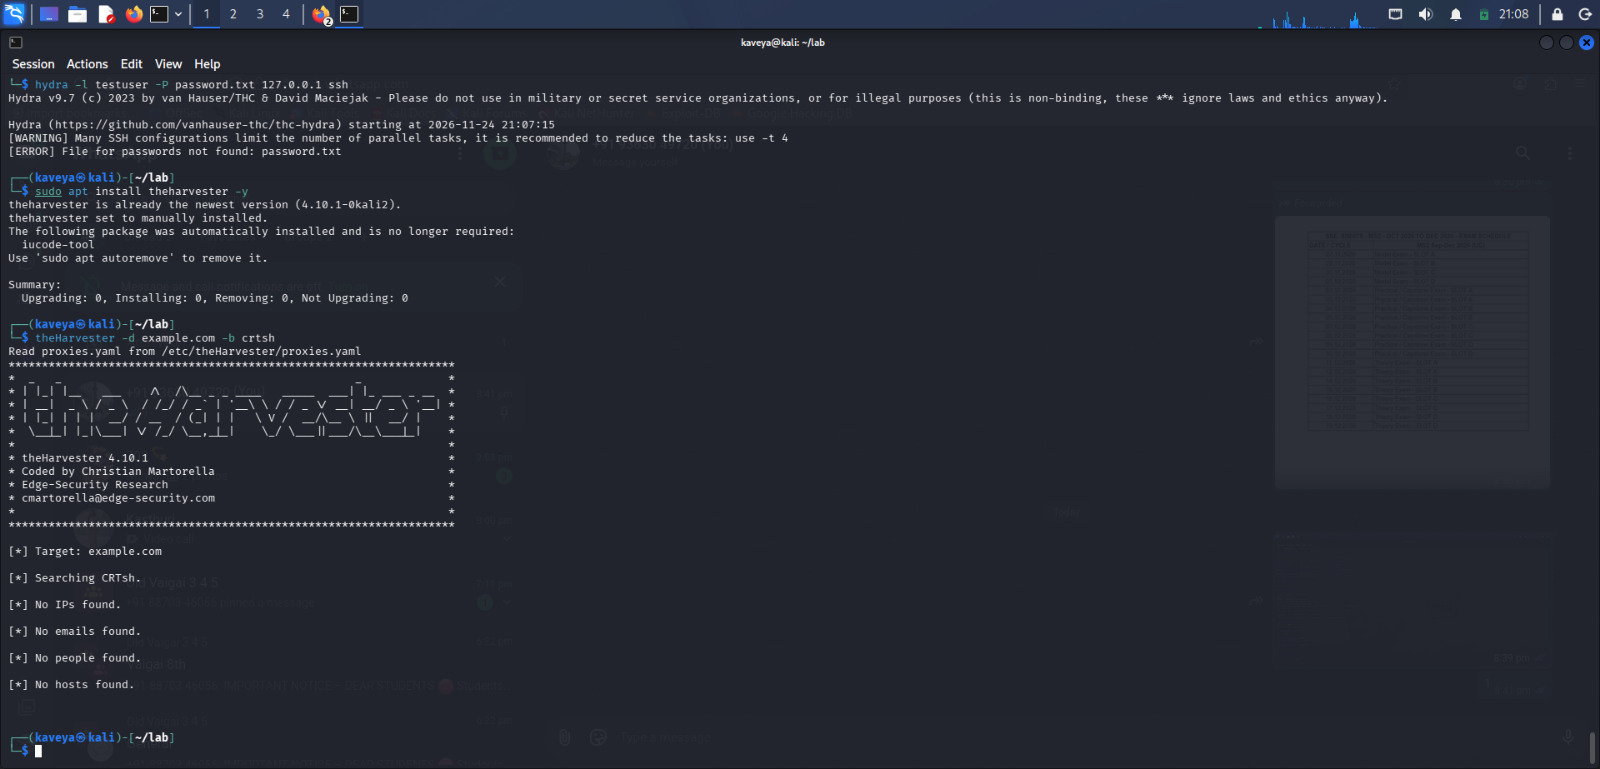 1 2 3 4 2 21:08
kaveya@kali: ~/lab
Session Actions Edit View Help
└─$ hydra -l testuser -P password.txt 127.0.0.1 ssh
Hydra v9.7 (c) 2023 by van Hauser/THC & David Maciejak - Please do not use in military or secret service organizations, or for illegal purposes (this is non-binding, these *** ignore laws and ethics anyway).
Hydra (https://github.com/vanhauser-thc/thc-hydra) starting at 2026-11-24 21:07:15
[WARNING] Many SSH configurations limit the number of parallel tasks, it is recommended to reduce the tasks: use -t 4
[ERROR] File for passwords not found: password.txt
┌──(kaveya㉿kali)-[~/lab]
└─$ sudo apt install theharvester -y
theharvester is already the newest version (4.10.1-0kali2).
theharvester set to manually installed.
The following package was automatically installed and is no longer required:
iucode-tool
Use 'sudo apt autoremove' to remove it.
Summary:
Upgrading: 0, Installing: 0, Removing: 0, Not Upgrading: 0
┌──(kaveya㉿kali)-[~/lab]
└─$ theHarvester -d example.com -b crtsh
Read proxies.yaml from /etc/theHarvester/proxies.yaml
*******************************************************************
theHarvester
* theHarvester 4.10.1 *
* Coded by Christian Martorella *
* Edge-Security Research *
* cmartorella@edge-security.com *
* *
*******************************************************************
[*] Target: example.com
[*] Searching CRTsh.
[*] No IPs found.
[*] No emails found.
[*] No people found.
[*] No hosts found.
┌──(kaveya㉿kali)-[~/lab]
└─$